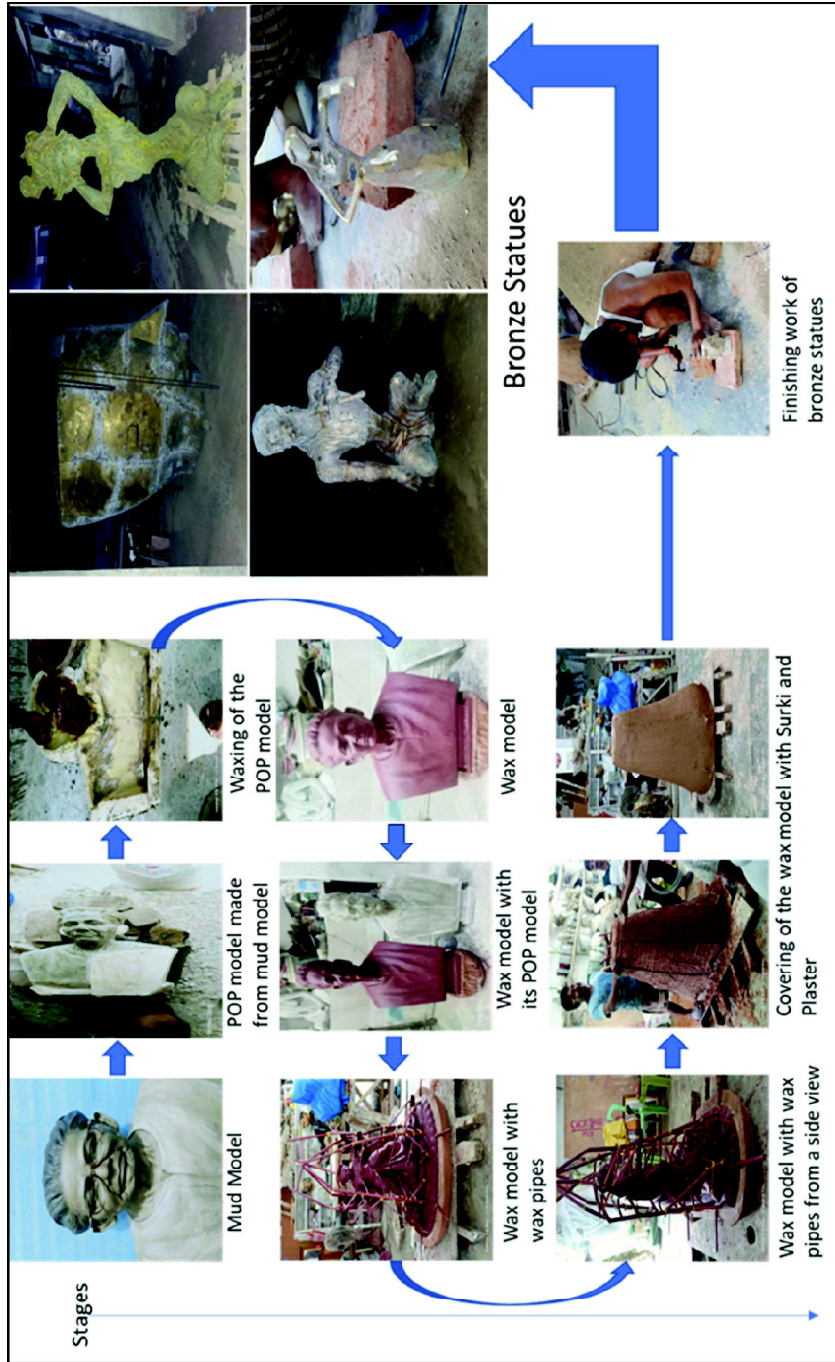 Stages
Mud Model
POP model made
from mud model
Waxing of the
POP model
Wax model with
wax pipes
Wax model with
its POP model
Wax model
Wax model with wax
pipes from a side view
Covering of the wax model with Surki and
Plaster
Finishing work of
bronze statues
Bronze Statues